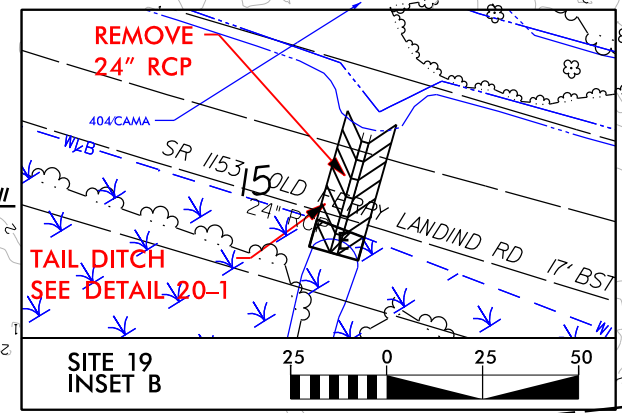 REMOVE
24" RCP
404/CAMA
WLB
SR 1153 OLD FERRY LANDIND RD 17' BST
15
24" RCP
E
TAIL DITCH
SEE DETAIL 20-1
WL
SITE 19
INSET B
25 0 25 50